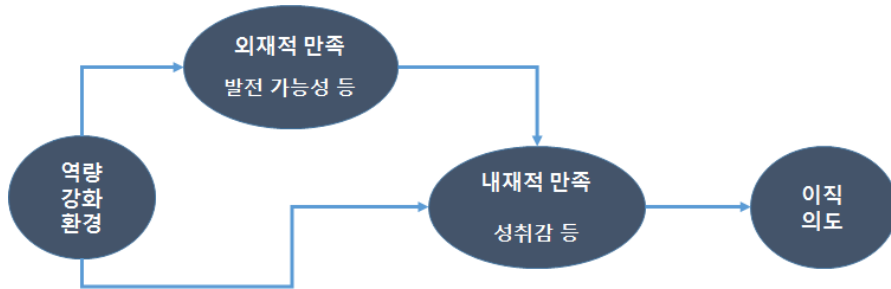 외재적 만족
발전 가능성 등
역량
강화
환경
내재적 만족
성취감 등
이직
의도